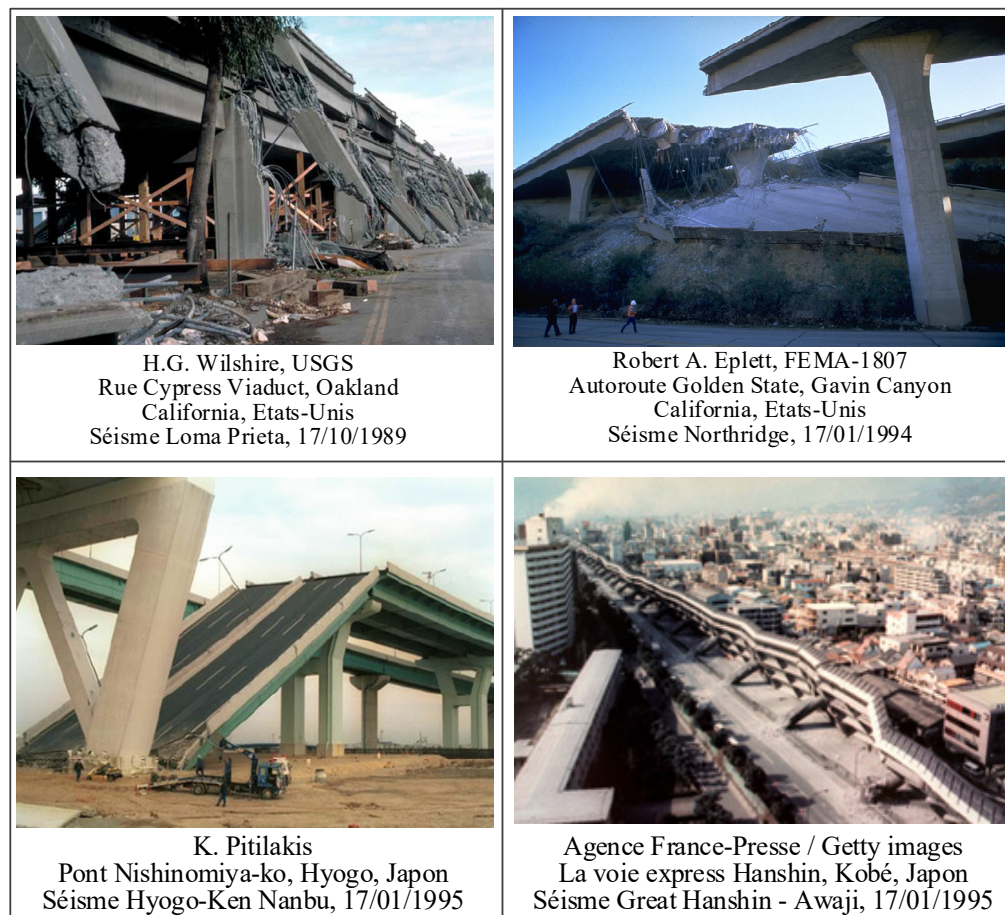 H.G. Wilshire, USGS
Rue Cypress Viaduct, Oakland
California, Etats-Unis
Séisme Loma Prieta, 17/10/1989
Robert A. Eplett, FEMA-1807
Autoroute Golden State, Gavin Canyon
California, Etats-Unis
Séisme Northridge, 17/01/1994
K. Pitilakis
Pont Nishinomiya-ko, Hyogo, Japon
Séisme Hyogo-Ken Nanbu, 17/01/1995
Agence France-Presse / Getty images
La voie express Hanshin, Kobé, Japon
Séisme Great Hanshin - Awaji, 17/01/1995